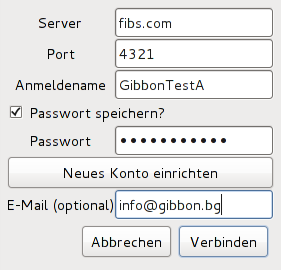 Server fibs.com
Port 4321
Anmeldename GibbonTestA
Passwort speichern?
Passwort •••••••••••
Neues Konto einrichten
E-Mail (optional) info@gibbon.bg
Abbrechen Verbinden